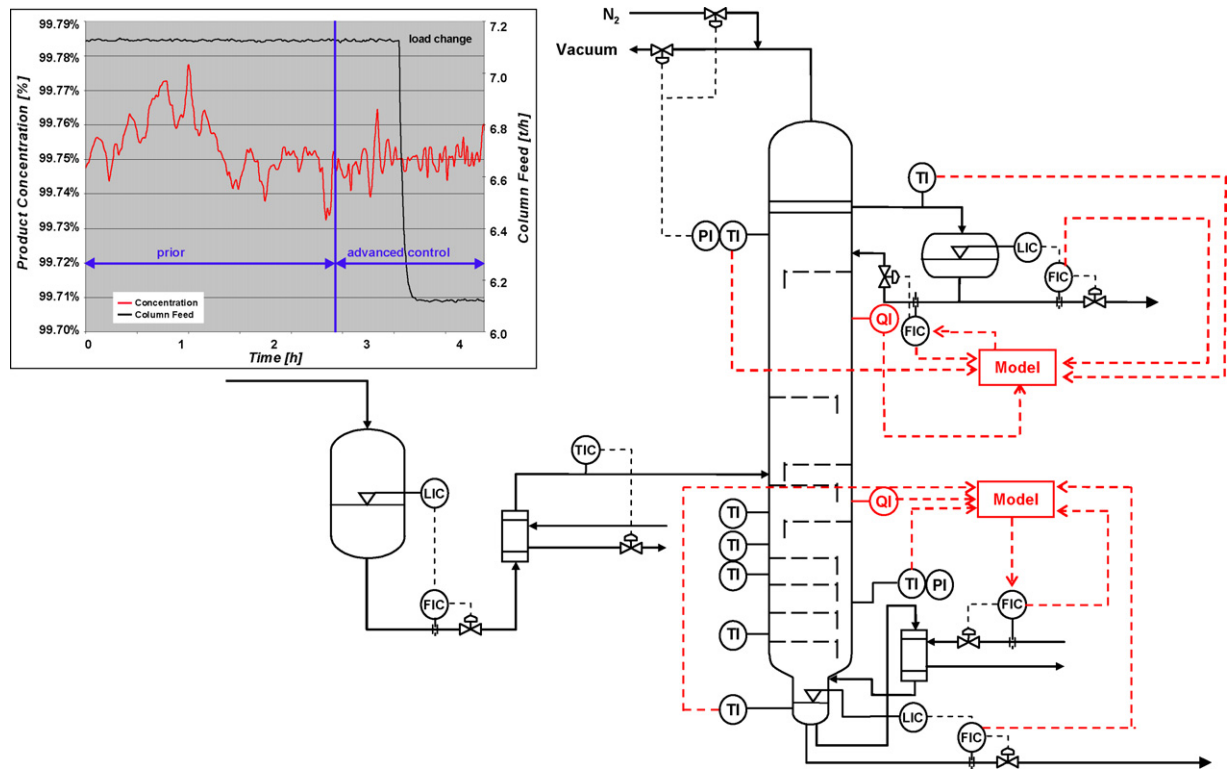 99.79%
99.78%
99.77%
99.76%
99.75%
99.74%
99.73%
99.72%
99.71%
99.70%
Product Concentration [%]
7.2
7.0
6.8
6.6
6.4
6.2
6.0
Column Feed [t/h]
load change
prior
advanced control
Concentration
Column Feed
0
1
2
3
4
Time [h]
N2
Vacuum
TI
PI
TI
LIC
FIC
QI
FIC
Model
TIC
LIC
QI
Model
TI
TI
TI
TI
PI
FIC
FIC
TI
TI
LIC
FIC